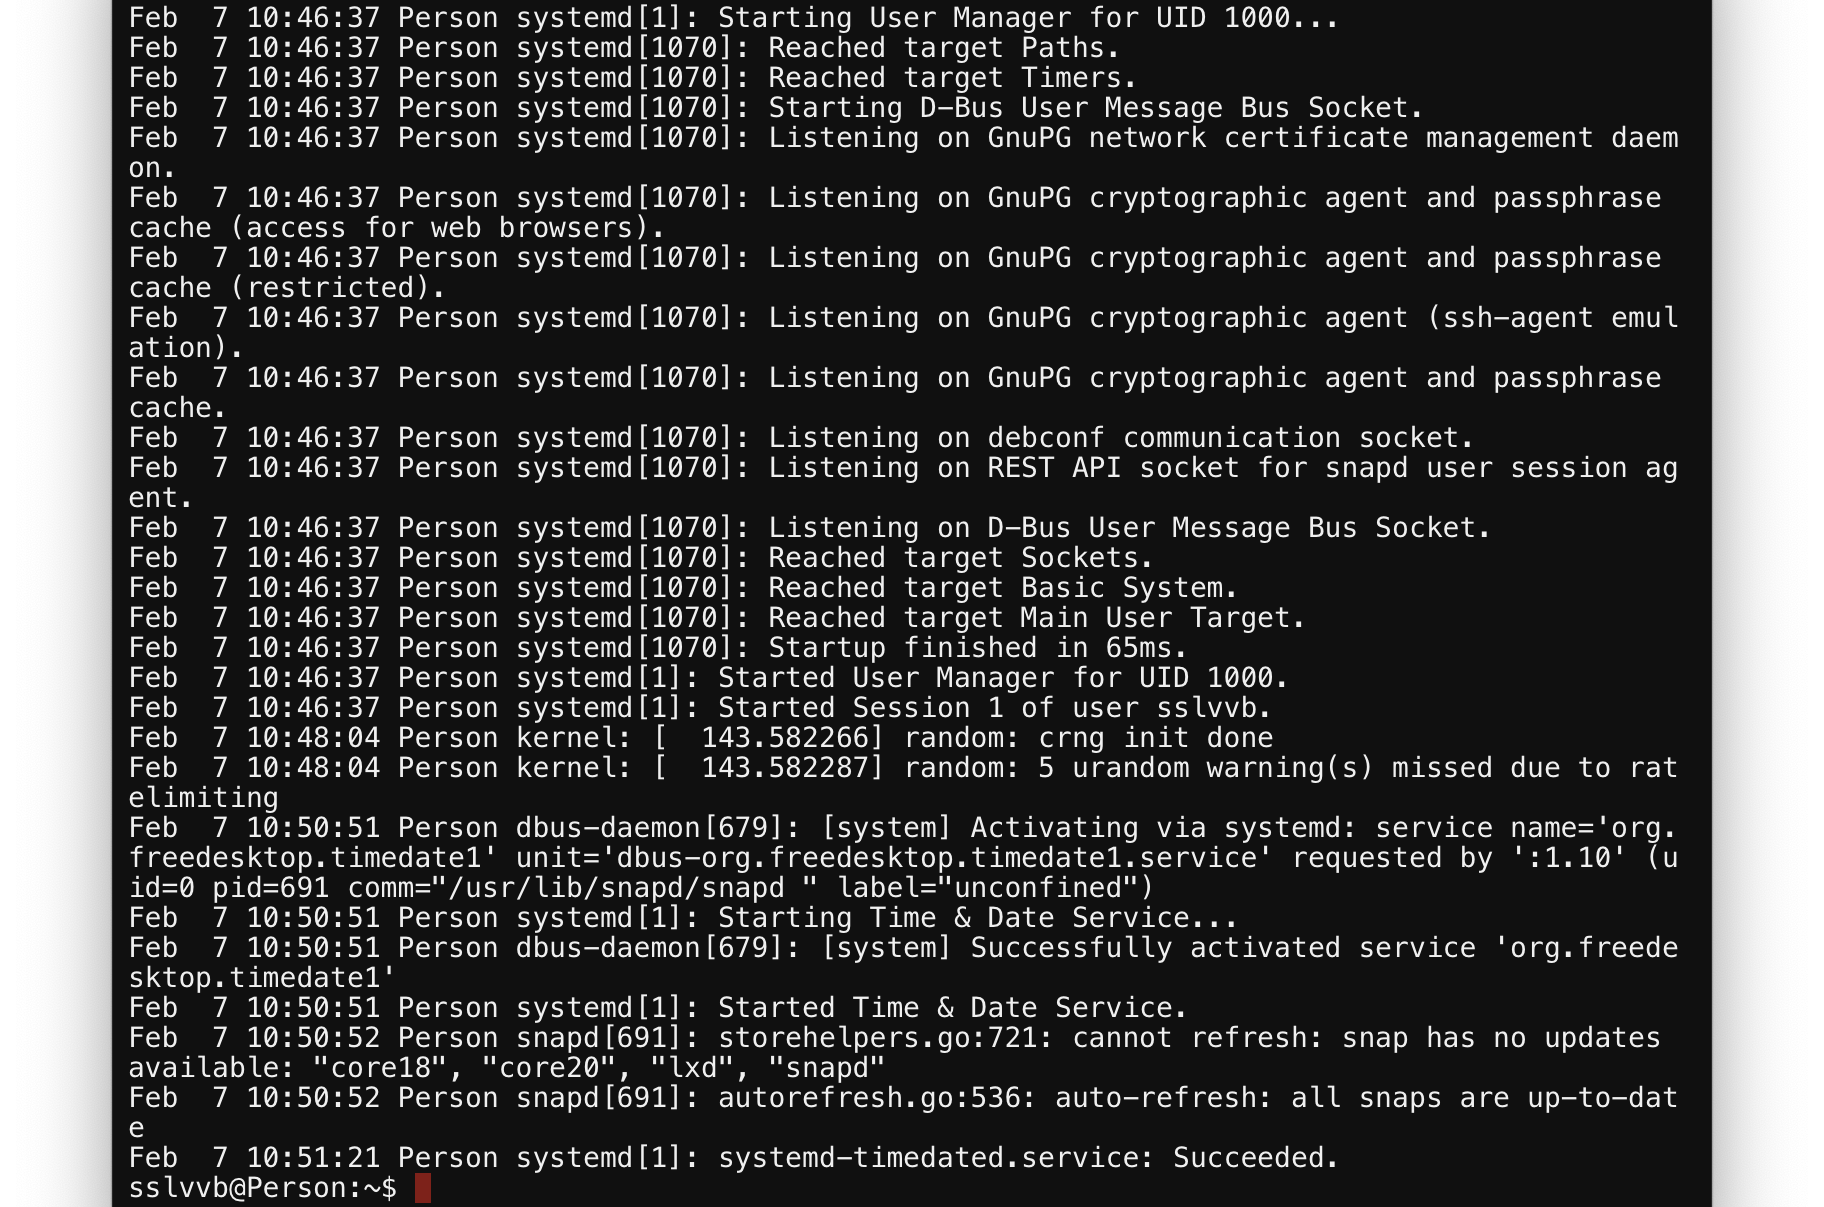 Feb  7 10:46:37 Person systemd[1]: Starting User Manager for UID 1000...
Feb  7 10:46:37 Person systemd[1070]: Reached target Paths.
Feb  7 10:46:37 Person systemd[1070]: Reached target Timers.
Feb  7 10:46:37 Person systemd[1070]: Starting D-Bus User Message Bus Socket.
Feb  7 10:46:37 Person systemd[1070]: Listening on GnuPG network certificate management daem
on.
Feb  7 10:46:37 Person systemd[1070]: Listening on GnuPG cryptographic agent and passphrase
cache (access for web browsers).
Feb  7 10:46:37 Person systemd[1070]: Listening on GnuPG cryptographic agent and passphrase
cache (restricted).
Feb  7 10:46:37 Person systemd[1070]: Listening on GnuPG cryptographic agent (ssh-agent emul
ation).
Feb  7 10:46:37 Person systemd[1070]: Listening on GnuPG cryptographic agent and passphrase
cache.
Feb  7 10:46:37 Person systemd[1070]: Listening on debconf communication socket.
Feb  7 10:46:37 Person systemd[1070]: Listening on REST API socket for snapd user session ag
ent.
Feb  7 10:46:37 Person systemd[1070]: Listening on D-Bus User Message Bus Socket.
Feb  7 10:46:37 Person systemd[1070]: Reached target Sockets.
Feb  7 10:46:37 Person systemd[1070]: Reached target Basic System.
Feb  7 10:46:37 Person systemd[1070]: Reached target Main User Target.
Feb  7 10:46:37 Person systemd[1070]: Startup finished in 65ms.
Feb  7 10:46:37 Person systemd[1]: Started User Manager for UID 1000.
Feb  7 10:46:37 Person systemd[1]: Started Session 1 of user sslvvb.
Feb  7 10:48:04 Person kernel: [  143.582266] random: crng init done
Feb  7 10:48:04 Person kernel: [  143.582287] random: 5 urandom warning(s) missed due to rat
elimiting
Feb  7 10:50:51 Person dbus-daemon[679]: [system] Activating via systemd: service name='org.
freedesktop.timedate1' unit='dbus-org.freedesktop.timedate1.service' requested by ':1.10' (u
id=0 pid=691 comm="/usr/lib/snapd/snapd " label="unconfined")
Feb  7 10:50:51 Person systemd[1]: Starting Time & Date Service...
Feb  7 10:50:51 Person dbus-daemon[679]: [system] Successfully activated service 'org.freede
sktop.timedate1'
Feb  7 10:50:51 Person systemd[1]: Started Time & Date Service.
Feb  7 10:50:52 Person snapd[691]: storehelpers.go:721: cannot refresh: snap has no updates
available: "core18", "core20", "lxd", "snapd"
Feb  7 10:50:52 Person snapd[691]: autorefresh.go:536: auto-refresh: all snaps are up-to-dat
e
Feb  7 10:51:21 Person systemd[1]: systemd-timedated.service: Succeeded.
sslvvb@Person:~$